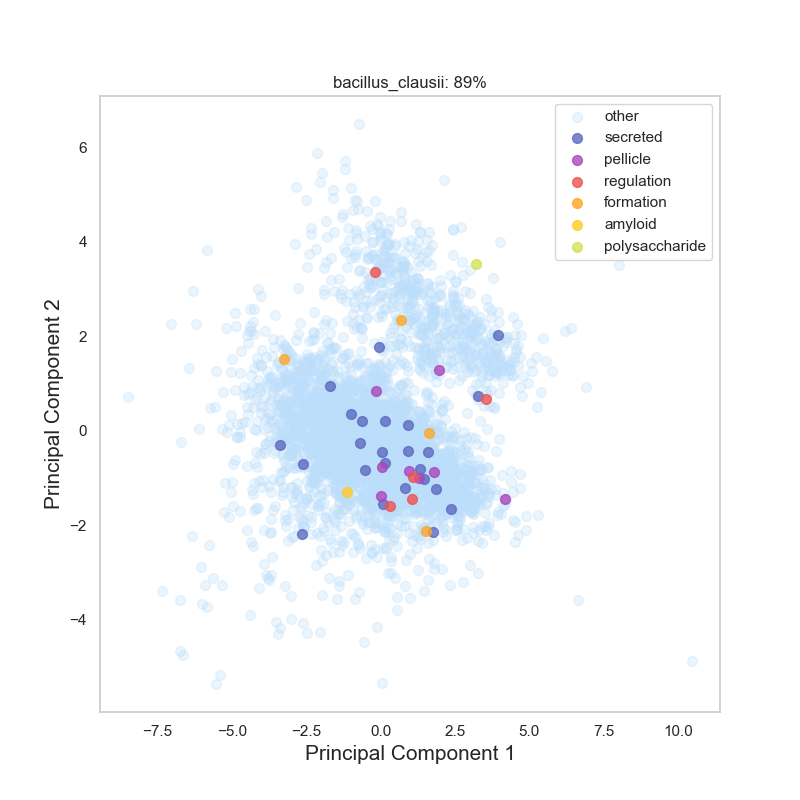 bacillus_clausii: 89%
other
secreted
pellicle
regulation
formation
amyloid
polysaccharide
6
4
2
0
−2
−4
Principal Component 2
−7.5 −5.0 −2.5 0.0 2.5 5.0 7.5 10.0
Principal Component 1